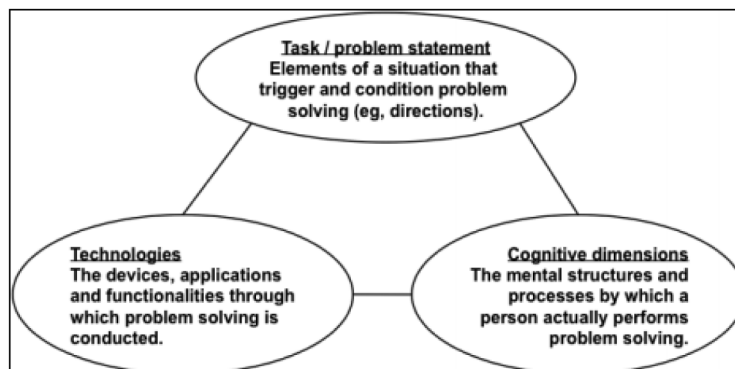 Task / problem statement
Elements of a situation that
trigger and condition problem
solving (eg, directions).
Technologies
The devices, applications
and functionalities through
which problem solving is
conducted.
Cognitive dimensions
The mental structures and
processes by which a
person actually performs
problem solving.